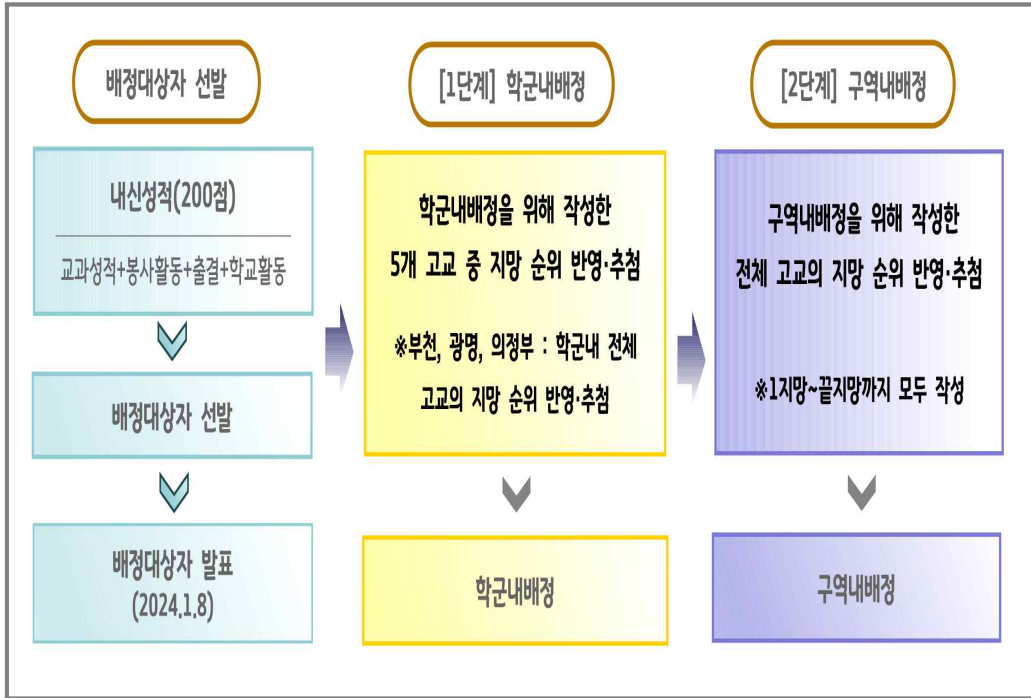 배정대상자 선발
내신성적(200점)
교과성적+봉사활동+출결+학교활동
배정대상자 선발
배정대상자 발표
(2024.1.8)
[1단계] 학군내배정
학군내배정을 위해 작성한
5개 고교 중 지망 순위 반영·추첨
※부천, 광명, 의정부 : 학군내 전체
고교의 지망 순위 반영·추첨
학군내배정
[2단계] 구역내배정
구역내배정을 위해 작성한
전체 고교의 지망 순위 반영·추첨
※1지망~끝지망까지 모두 작성
구역내배정